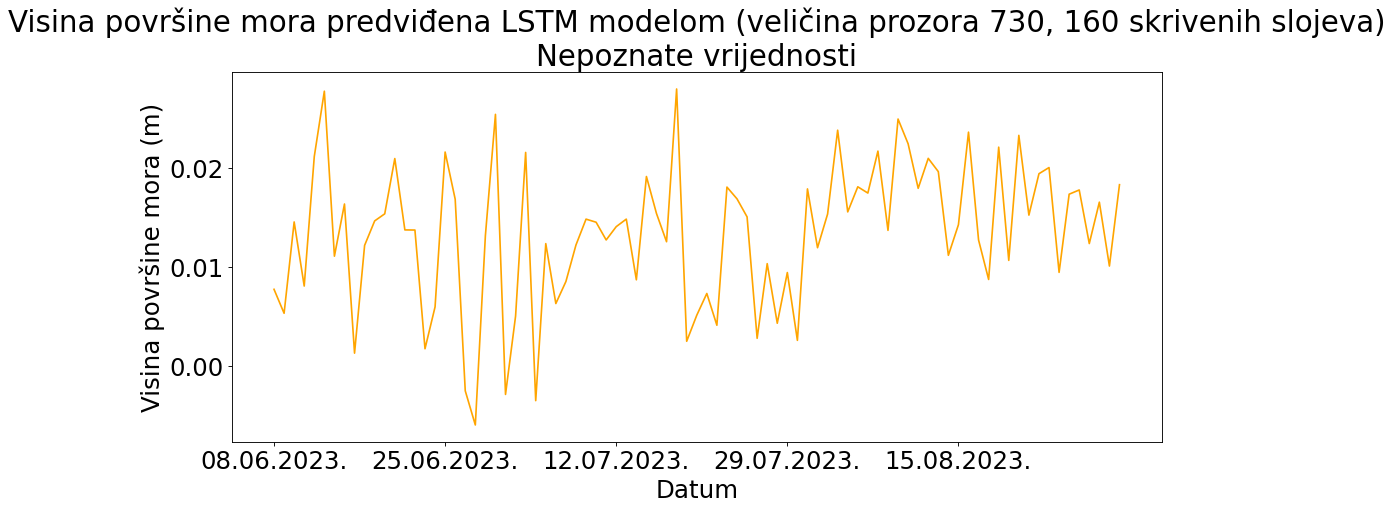 Visina površine mora predviđena LSTM modelom (veličina prozora 730, 160 skrivenih slojeva)
Nepoznate vrijednosti
Visina površine mora (m)
0.02
0.01
0.00
08.06.2023. 25.06.2023. 12.07.2023. 29.07.2023. 15.08.2023.
Datum